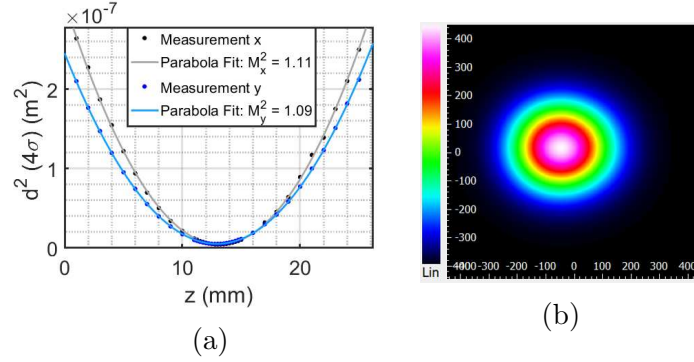 ×10⁻⁷
Measurement x
Parabola Fit: M²ₓ = 1.11
Measurement y
Parabola Fit: M²ᵧ = 1.09
d² (4σ) (m²)
2
1
0
0 10 20
z (mm)
(a)
400
300
200
100
0
100
200
300
Lin
-400 -300 -200 -100 0 100 200 300 400
(b)